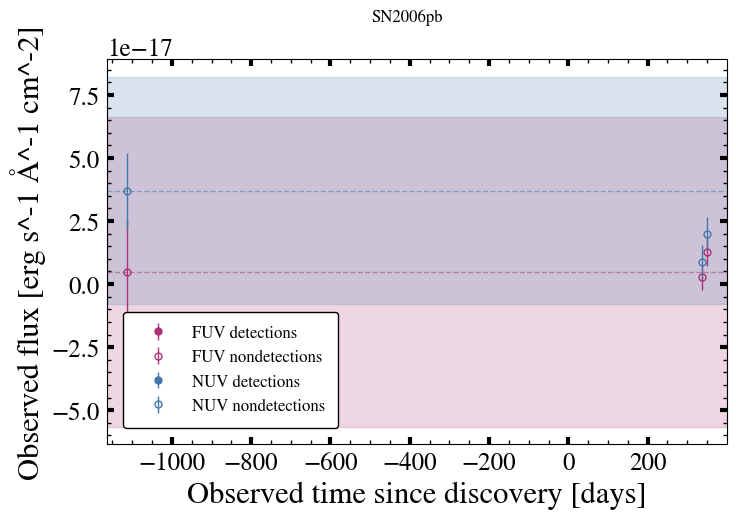 SN2006pb
1e−17
Observed flux [erg s^-1 Å^-1 cm^-2]
7.5
5.0
2.5
0.0
−2.5
−5.0
FUV detections
FUV nondetections
NUV detections
NUV nondetections
−1000 −800 −600 −400 −200 0 200
Observed time since discovery [days]